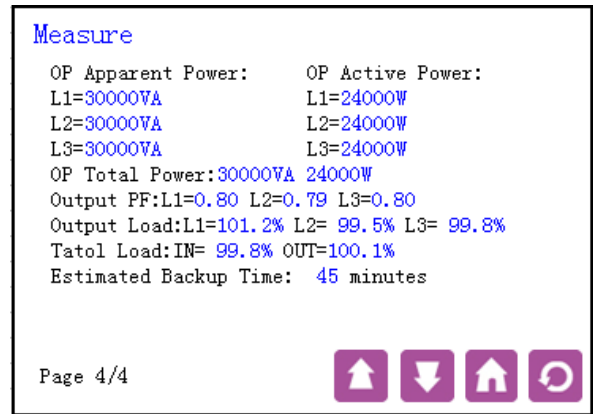 Measure
OP Apparent Power: OP Active Power:
L1=30000VA L1=24000W
L2=30000VA L2=24000W
L3=30000VA L3=24000W
OP Total Power:30000VA 24000W
Output PF:L1=0.80 L2=0.79 L3=0.80
Output Load:L1=101.2% L2= 99.5% L3= 99.8%
Tatol Load:IN= 99.8% OUT=100.1%
Estimated Backup Time: 45 minutes
Page 4/4